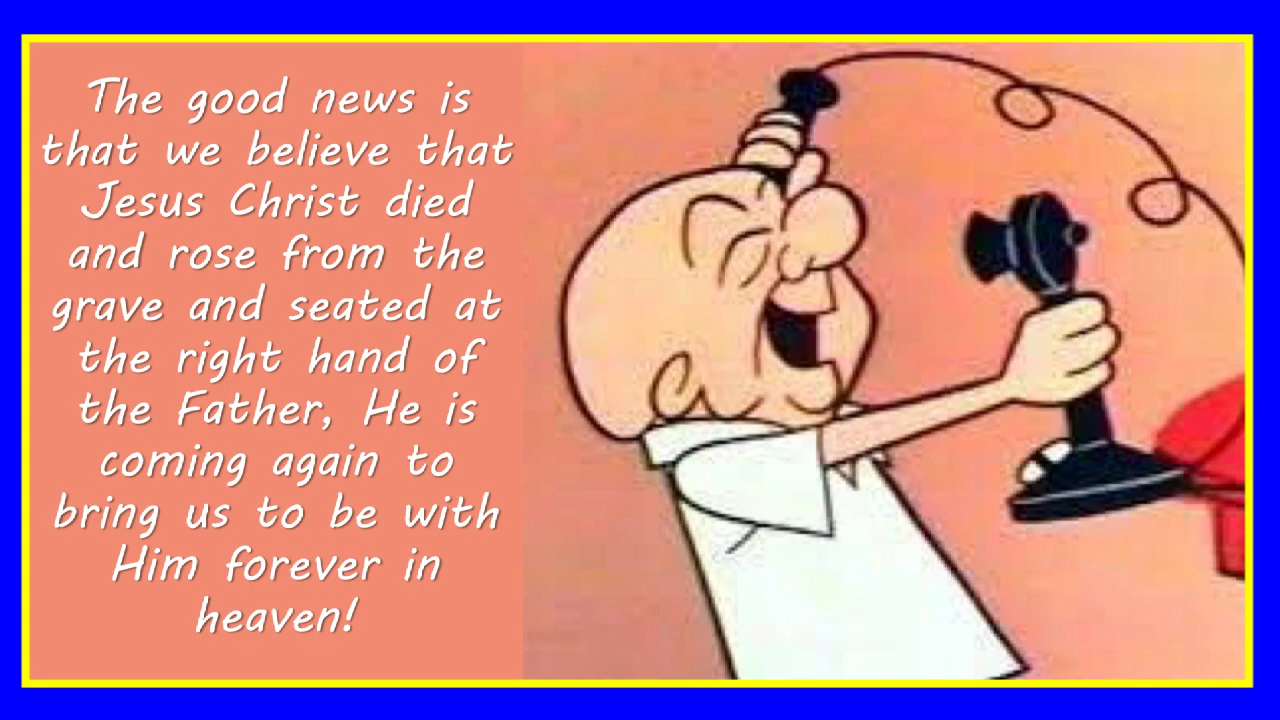 The good news is
that we believe that
Jesus Christ died
and rose from the
grave and seated at
the right hand of
the Father, He is
coming again to
bring us to be with
Him forever in
heaven!